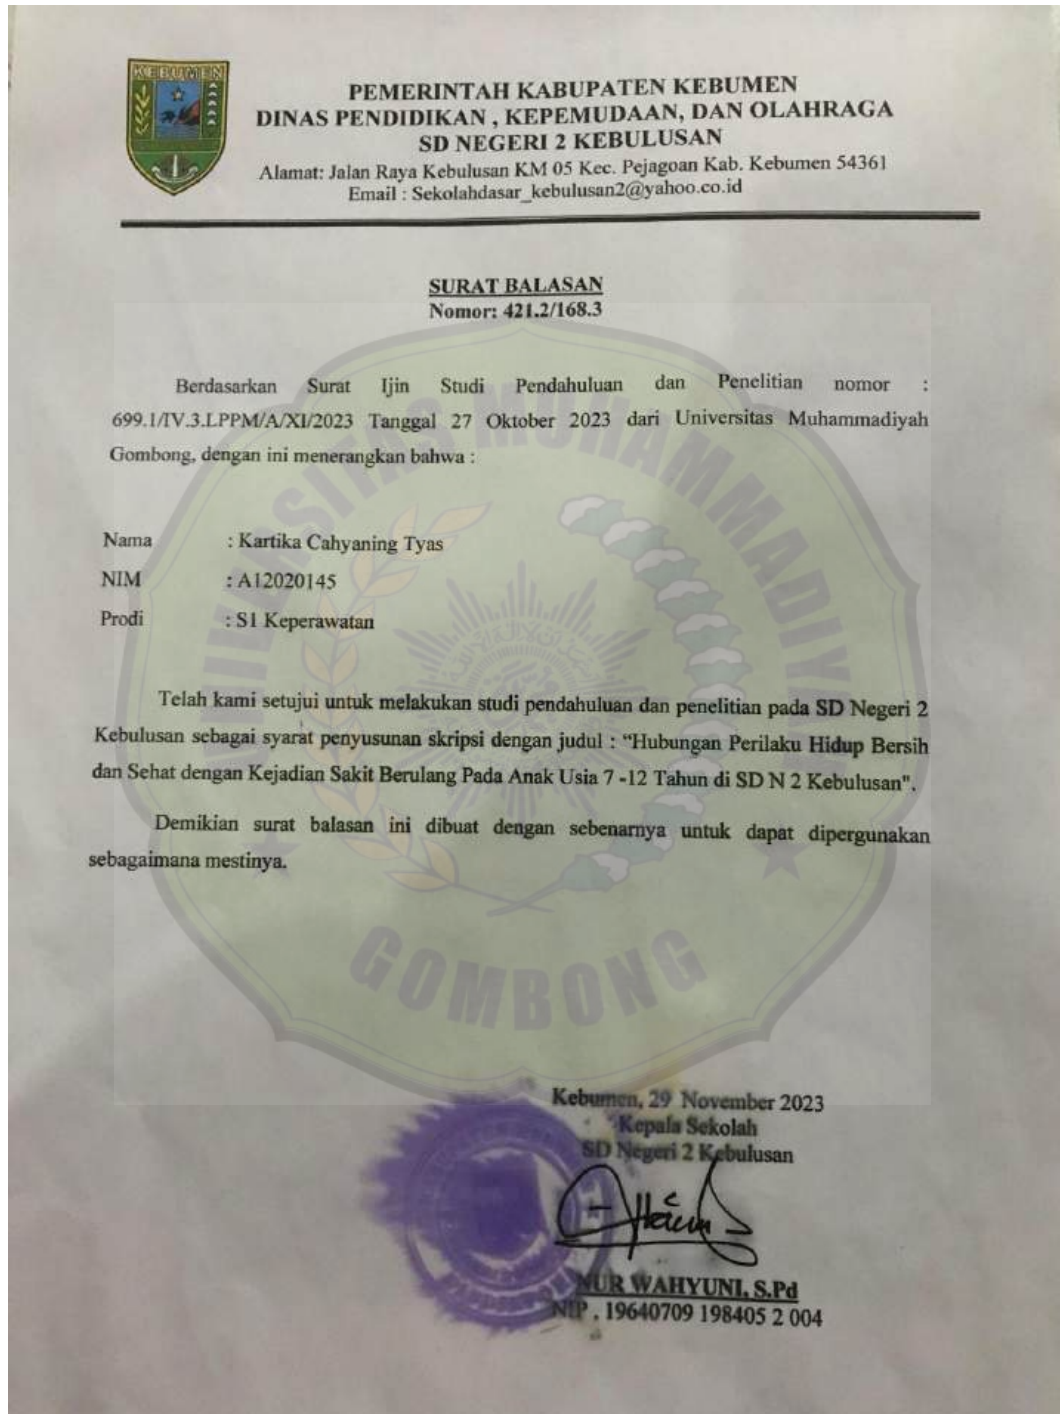 KEBUMEN
PEMERINTAH KABUPATEN KEBUMEN
DINAS PENDIDIKAN , KEPEMUDAAN, DAN OLAHRAGA
SD NEGERI 2 KEBULUSAN
Alamat: Jalan Raya Kebulusan KM 05 Kec. Pejagoan Kab. Kebumen 54361
Email : Sekolahdasar_kebulusan2@yahoo.co.id
SURAT BALASAN
Nomor: 421.2/168.3
Berdasarkan Surat Ijin Studi Pendahuluan dan Penelitian nomor :
699.1/IV.3.LPPM/A/XI/2023 Tanggal 27 Oktober 2023 dari Universitas Muhammadiyah
Gombong, dengan ini menerangkan bahwa :
Nama : Kartika Cahyaning Tyas
NIM : A12020145
Prodi : S1 Keperawatan
Telah kami setujui untuk melakukan studi pendahuluan dan penelitian pada SD Negeri 2
Kebulusan sebagai syarat penyusunan skripsi dengan judul : “Hubungan Perilaku Hidup Bersih
dan Sehat dengan Kejadian Sakit Berulang Pada Anak Usia 7 -12 Tahun di SD N 2 Kebulusan".
Demikian surat balasan ini dibuat dengan sebenarnya untuk dapat dipergunakan
sebagaimana mestinya.
UNIVERSITAS MUHAMMADIYAH
GOMBONG
Kebumen, 29 November 2023
Kepala Sekolah
SD Negeri 2 Kebulusan
NUR WAHYUNI, S.Pd
NIP . 19640709 198405 2 004